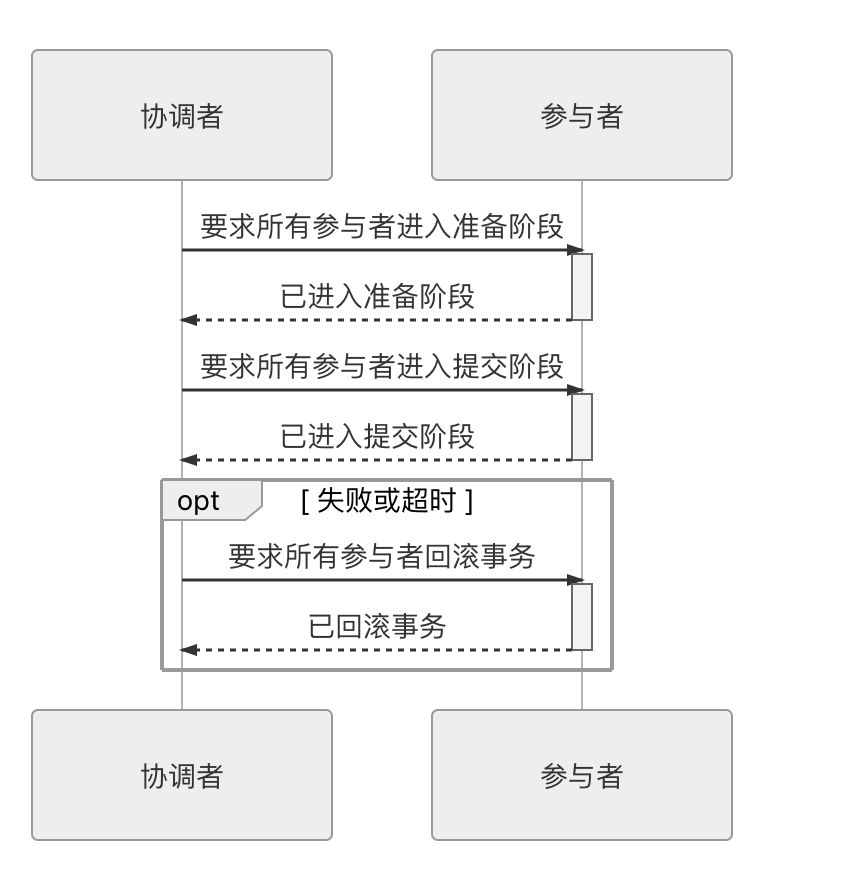 协调者
参与者
要求所有参与者进入准备阶段
已进入准备阶段
要求所有参与者进入提交阶段
已进入提交阶段
opt [ 失败或超时 ]
要求所有参与者回滚事务
已回滚事务
协调者
参与者